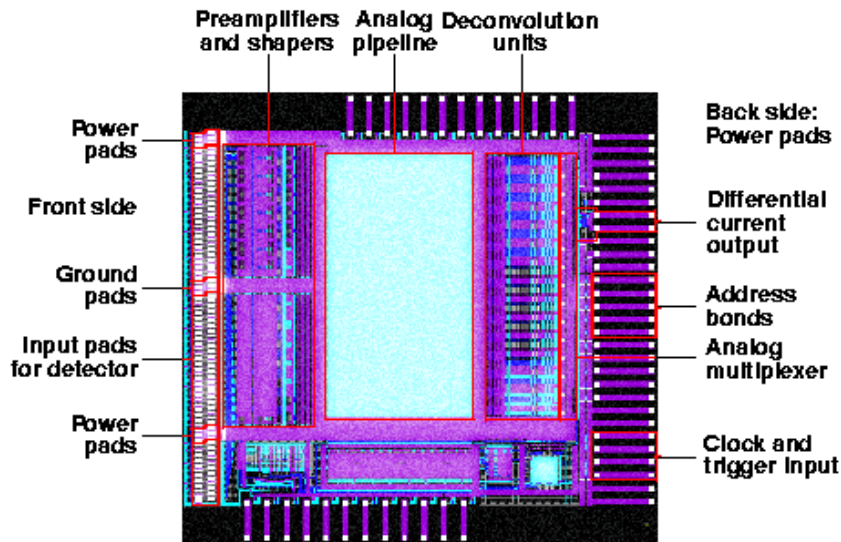 Preamplifiers
and shapers
Analog
pipeline
Deconvolution
units
Power
pads
Front side
Ground
pads
Input pads
for detector
Power
pads
Back side:
Power pads
Differential
current
output
Address
bonds
Analog
multiplexer
Clock and
trigger input